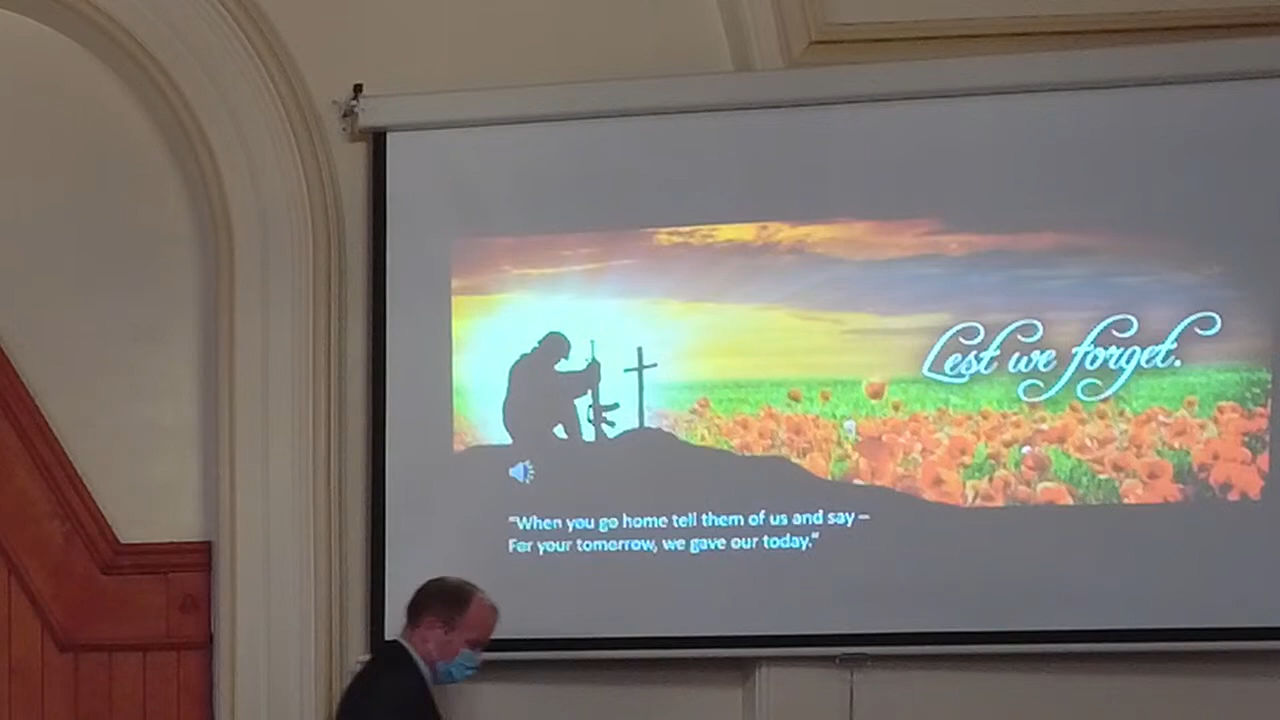 Lest we forget.
"When you go home tell them of us and say –
For your tomorrow, we gave our today."